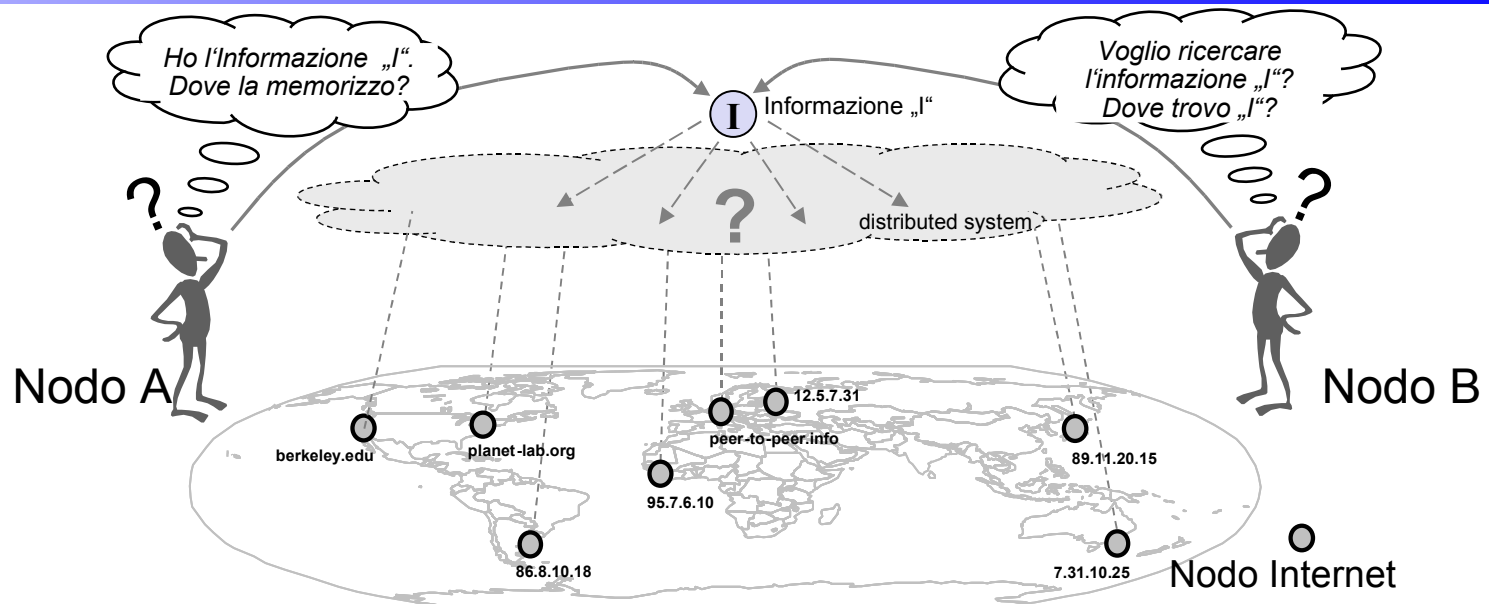 Ho l‘Informazione „I“.
Dove la memorizzo?
Voglio ricercare
l‘informazione „I“?
Dove trovo „I“?
I
Informazione „I“
?
?
?
distributed system
Nodo A
Nodo B
12.5.7.31
peer-to-peer.info
berkeley.edu
planet-lab.org
89.11.20.15
95.7.6.10
86.8.10.18
7.31.10.25
Nodo Internet